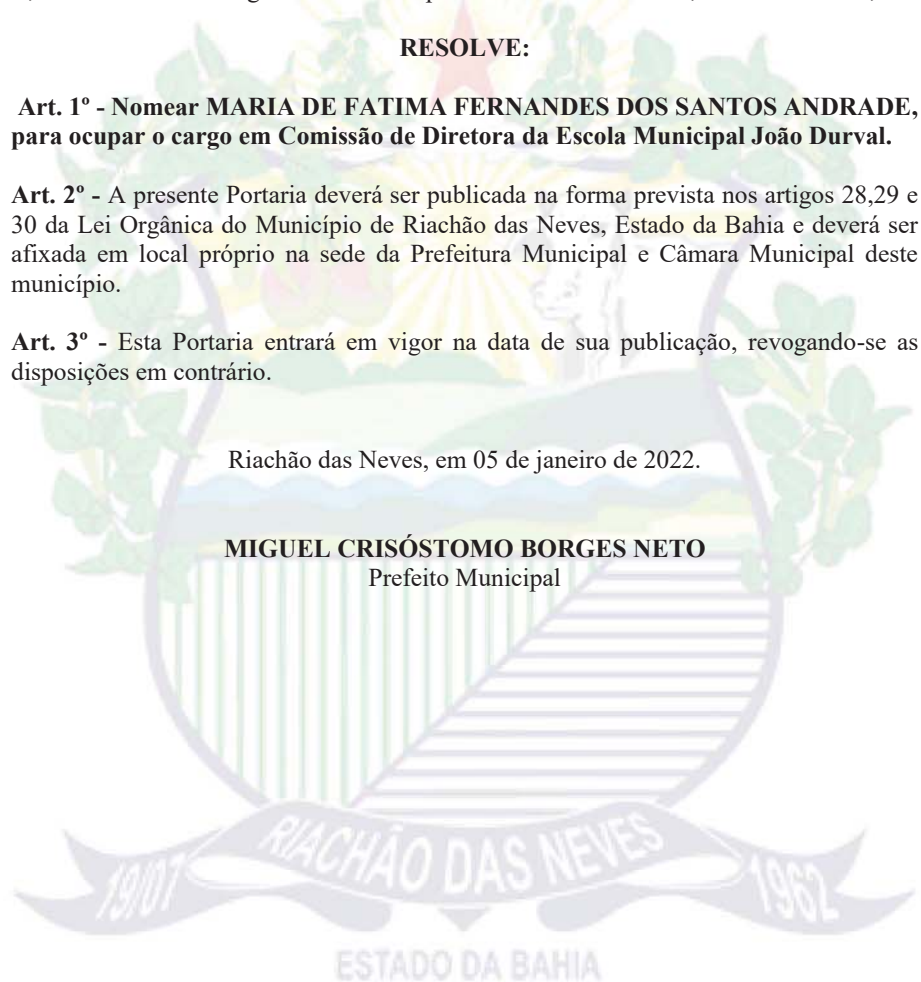 RESOLVE:
Art. 1º - Nomear MARIA DE FATIMA FERNANDES DOS SANTOS ANDRADE,
para ocupar o cargo em Comissão de Diretora da Escola Municipal João Durval.
Art. 2º - A presente Portaria deverá ser publicada na forma prevista nos artigos 28,29 e
30 da Lei Orgânica do Município de Riachão das Neves, Estado da Bahia e deverá ser
afixada em local próprio na sede da Prefeitura Municipal e Câmara Municipal deste
município.
Art. 3º - Esta Portaria entrará em vigor na data de sua publicação, revogando-se as
disposições em contrário.
Riachão das Neves, em 05 de janeiro de 2022.
MIGUEL CRISÓSTOMO BORGES NETO
Prefeito Municipal
19/07 RIACHÃO DAS NEVES 1962
ESTADO DA BAHIA